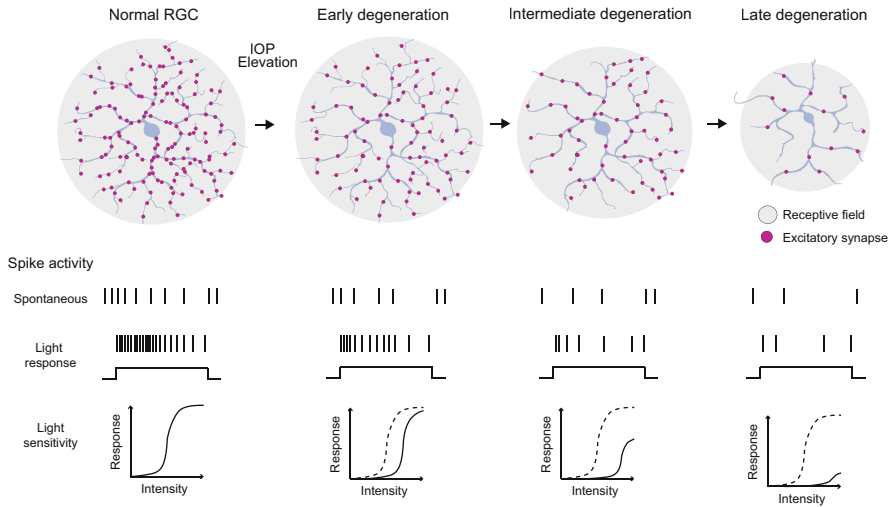 Normal RGC
Early degeneration
Intermediate degeneration
Late degeneration
IOP
Elevation
Receptive field
Excitatory synapse
Spike activity
Spontaneous
Light
response
Light
sensitivity
Response
Intensity
Response
Intensity
Response
Intensity
Response
Intensity